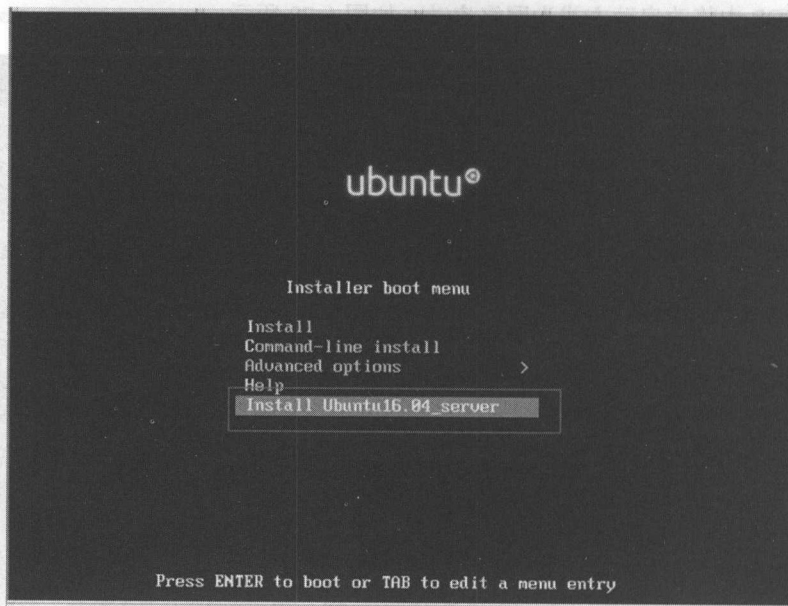 ubuntu
Installer boot menu
Install
Command-line install
Advanced options >
Help
Install Ubuntu16.04_server
Press ENTER to boot or TAB to edit a menu entry